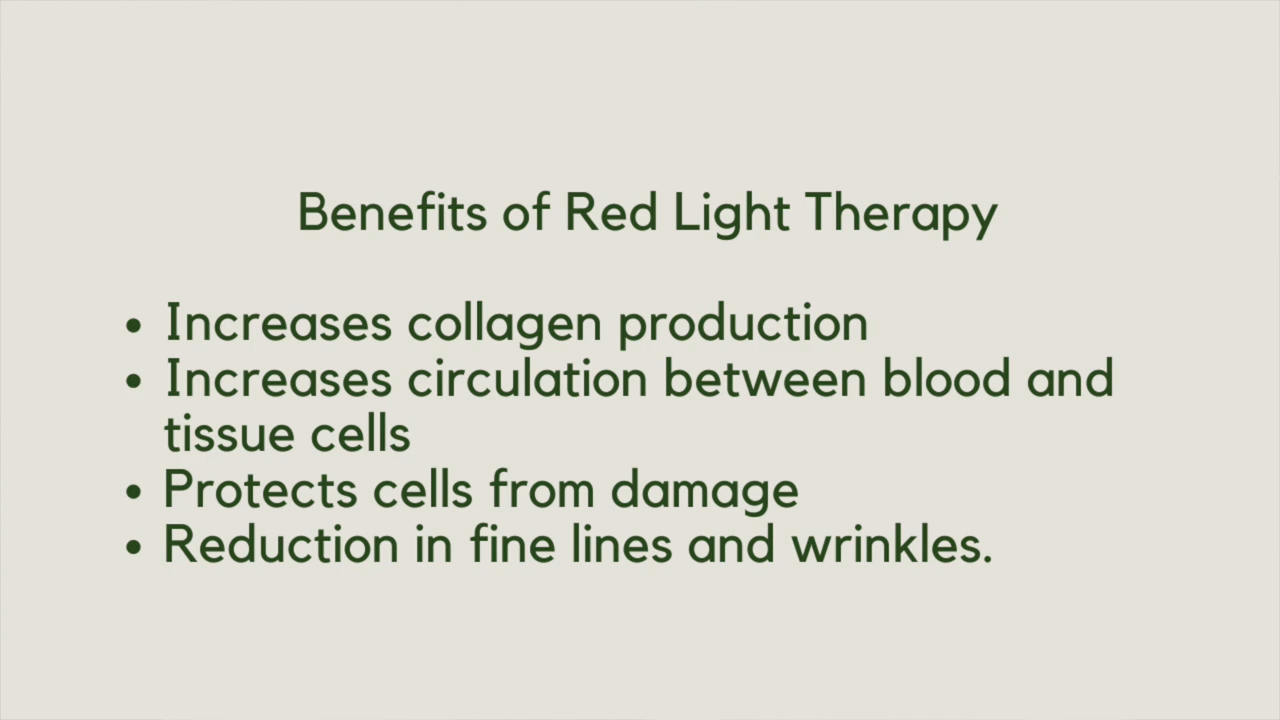 Benefits of Red Light Therapy
• Increases collagen production
• Increases circulation between blood and
tissue cells
• Protects cells from damage
• Reduction in fine lines and wrinkles.